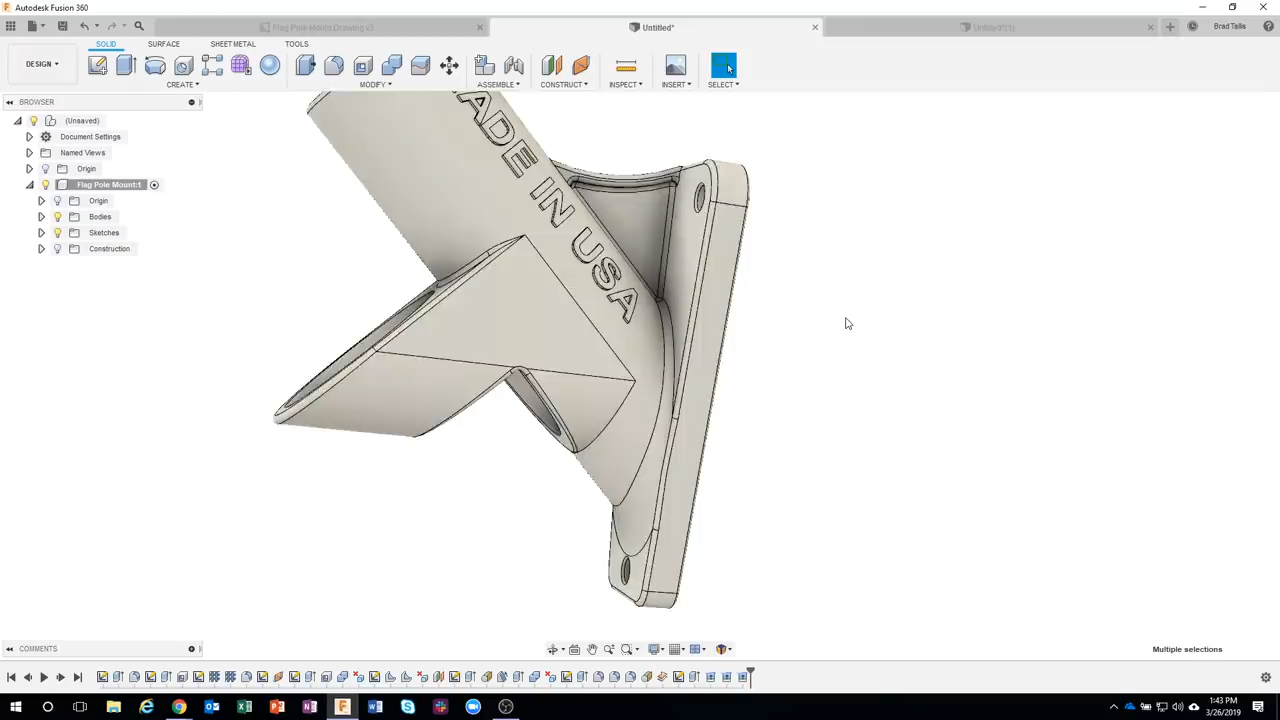 Autodesk Fusion 360
Flag Pole Mount Drawing v3
Untitled*
Untitled*(1)
Brad Tallis
SOLID SURFACE SHEET METAL TOOLS
DESIGN
CREATE MODIFY ASSEMBLE CONSTRUCT INSPECT INSERT SELECT
BROWSER
(Unsaved)
Document Settings
Named Views
Origin
Flag Pole Mount:1
Origin
Bodies
Sketches
Construction
ADE IN USA
COMMENTS
Multiple selections
1:43 PM
3/26/2019